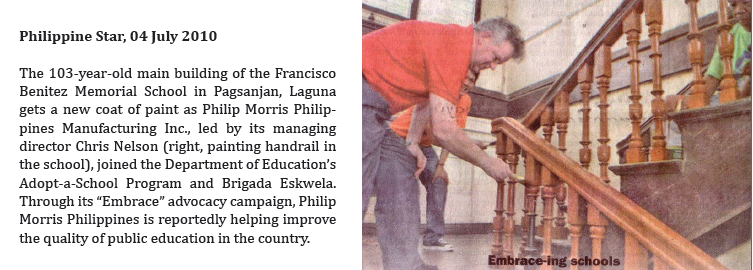 Philippine Star, 04 July 2010
The 103-year-old main building of the Francisco
Benitez Memorial School in Pagsanjan, Laguna
gets a new coat of paint as Philip Morris Philip-
pines Manufacturing Inc., led by its managing
director Chris Nelson (right, painting handrail in
the school), joined the Department of Education's
Adopt-a-School Program and Brigada Eskwela.
Through its “Embrace” advocacy campaign, Philip
Morris Philippines is reportedly helping improve
the quality of public education in the country.
Embrace-ing schools